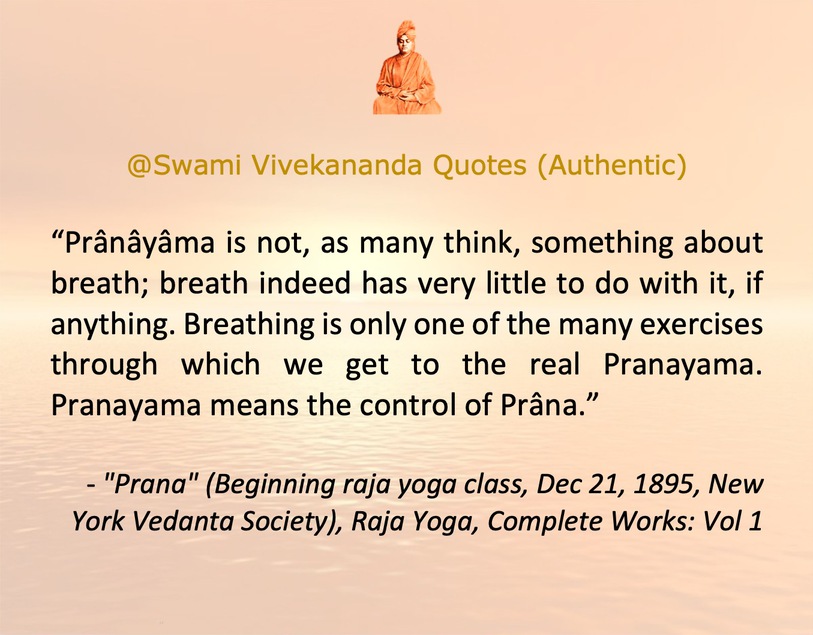 @Swami Vivekananda Quotes (Authentic)
“Prânâyâma is not, as many think, something about
breath; breath indeed has very little to do with it, if
anything. Breathing is only one of the many exercises
through which we get to the real Pranayama.
Pranayama means the control of Prâna.”
- "Prana" (Beginning raja yoga class, Dec 21, 1895, New
York Vedanta Society), Raja Yoga, Complete Works: Vol 1